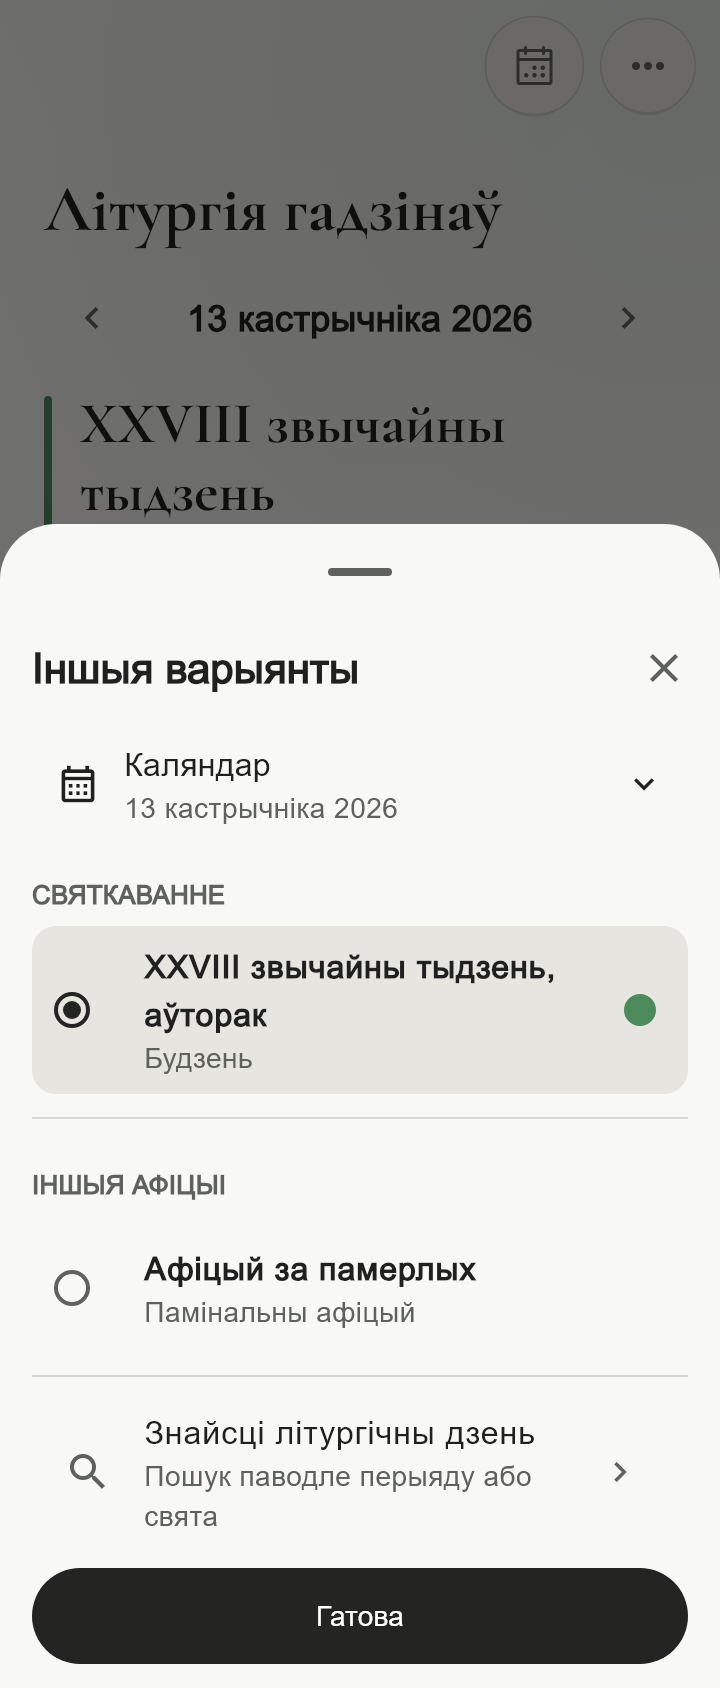 Літургія гадзінаў
13 кастрычніка 2026
XXVIII звычайны
тыдзень
Іншыя варыянты
Каляндар
13 кастрычніка 2026
СВЯТКАВАННЕ
XXVIII звычайны тыдзень,
аўторак
Будзень
ІНШЫЯ АФІЦЫІ
Афіцый за памерлых
Памінальны афіцый
Знайсці літургічны дзень
Пошук паводле перыяду або
свята
Гатова